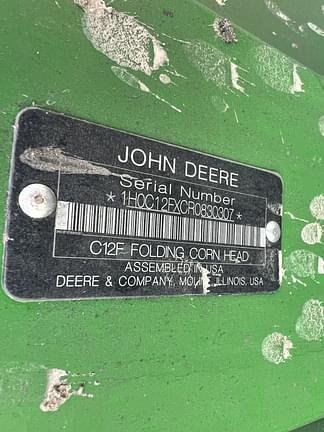 JOHN DEERE
Serial Number
* 1H0C12FXCR0830307 *
C12F FOLDING CORN HEAD
ASSEMBLED IN USA
DEERE & COMPANY, MOLINE, ILLINOIS, USA